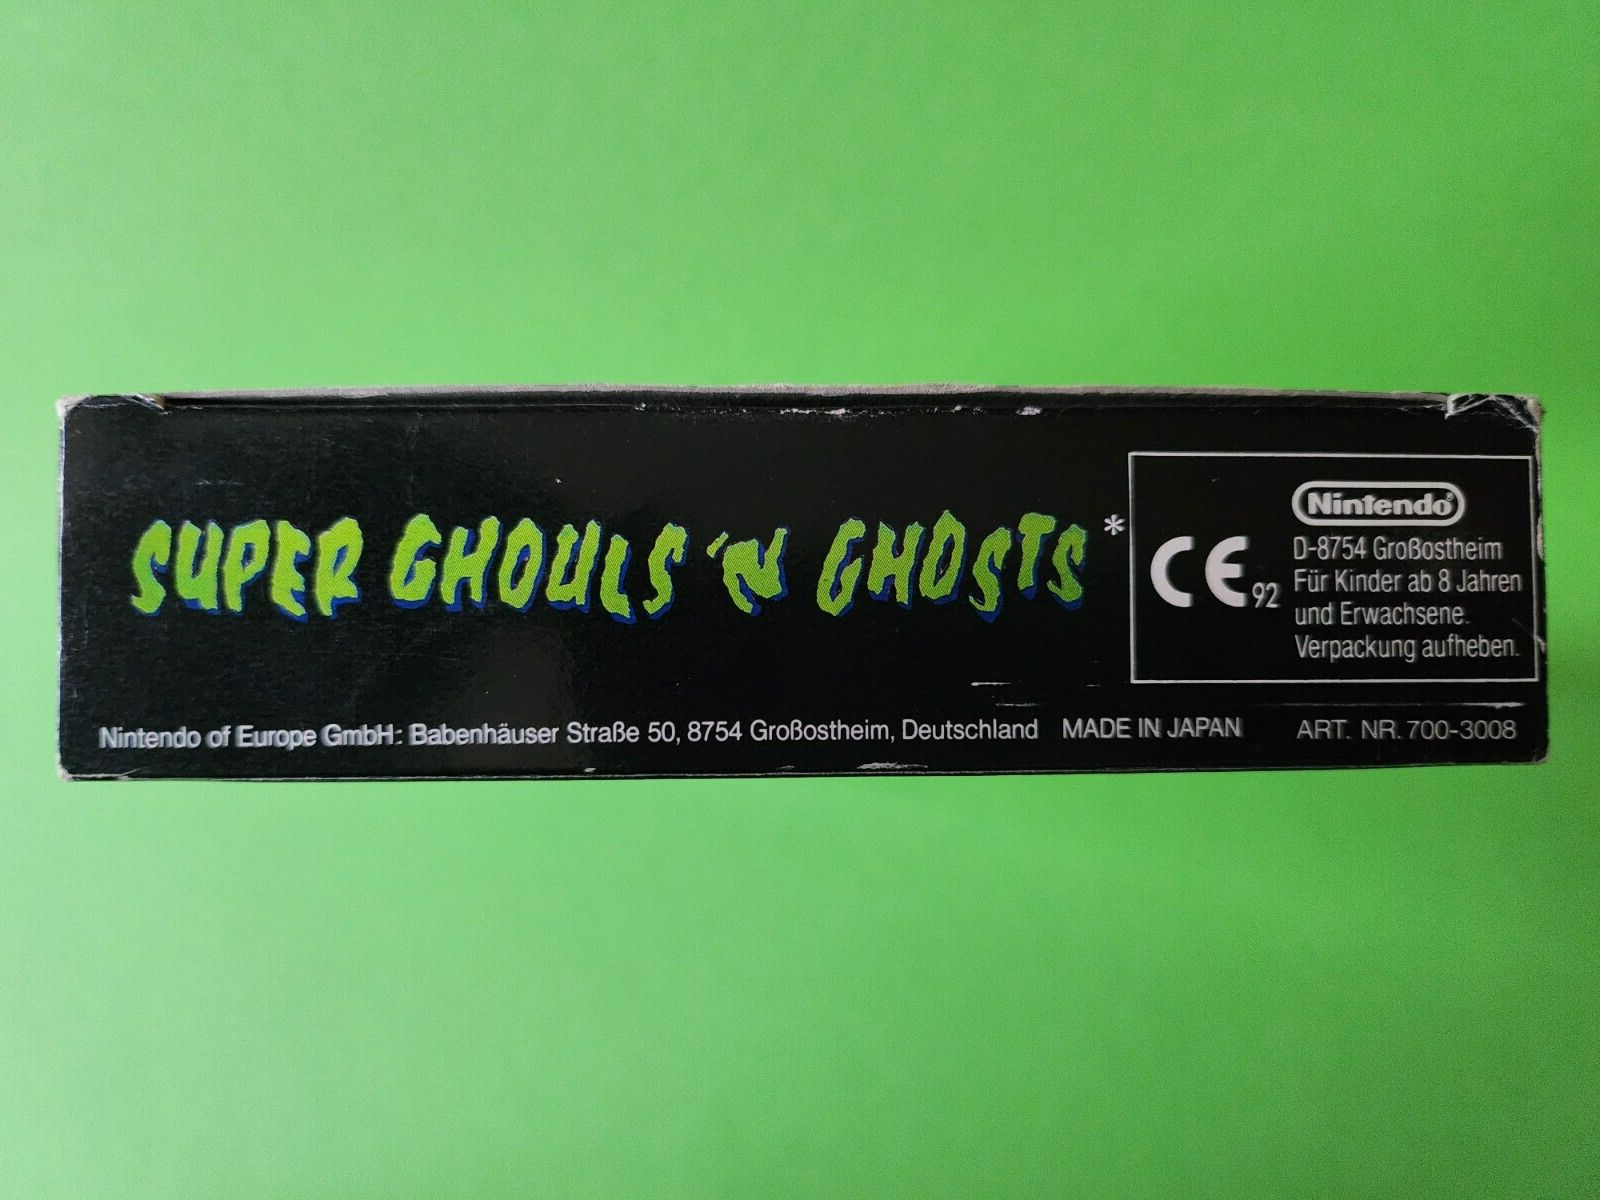 SUPER GHOULS 'N GHOSTS*
CE92
Nintendo®
D-8754 Großostheim
Für Kinder ab 8 Jahren
und Erwachsene.
Verpackung aufheben.
Nintendo of Europe GmbH: Babenhäuser Straße 50, 8754 Großostheim, Deutschland MADE IN JAPAN ART. NR. 700-3008